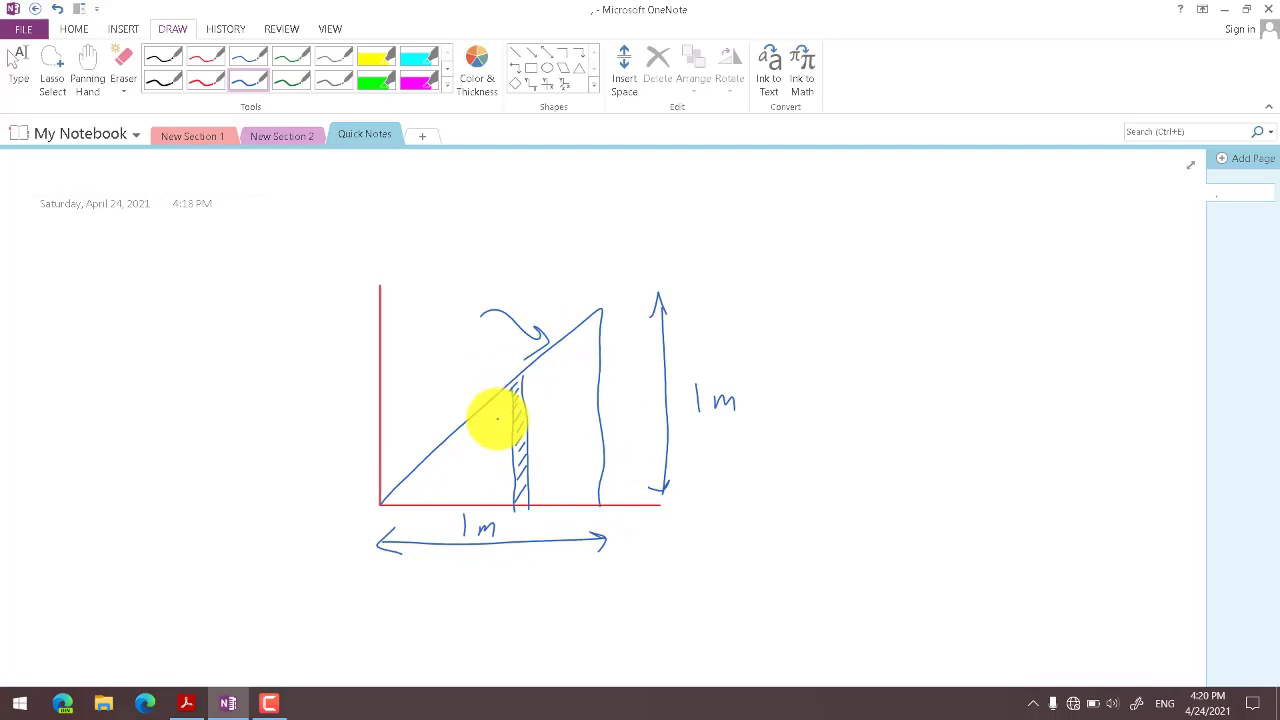 , - Microsoft OneNote
FILE HOME INSERT DRAW HISTORY REVIEW VIEW
Sign in
Type Lasso Select Panning Hand Eraser Color & Thickness Insert Space Delete Arrange Rotate Ink to Text Ink to Math
Tools Shapes Edit Convert
My Notebook New Section 1 New Section 2 Quick Notes
Search (Ctrl+E)
Add Page
Saturday, April 24, 2021 4:18 PM
1 m
1 m
ENG
4:20 PM
4/24/2021